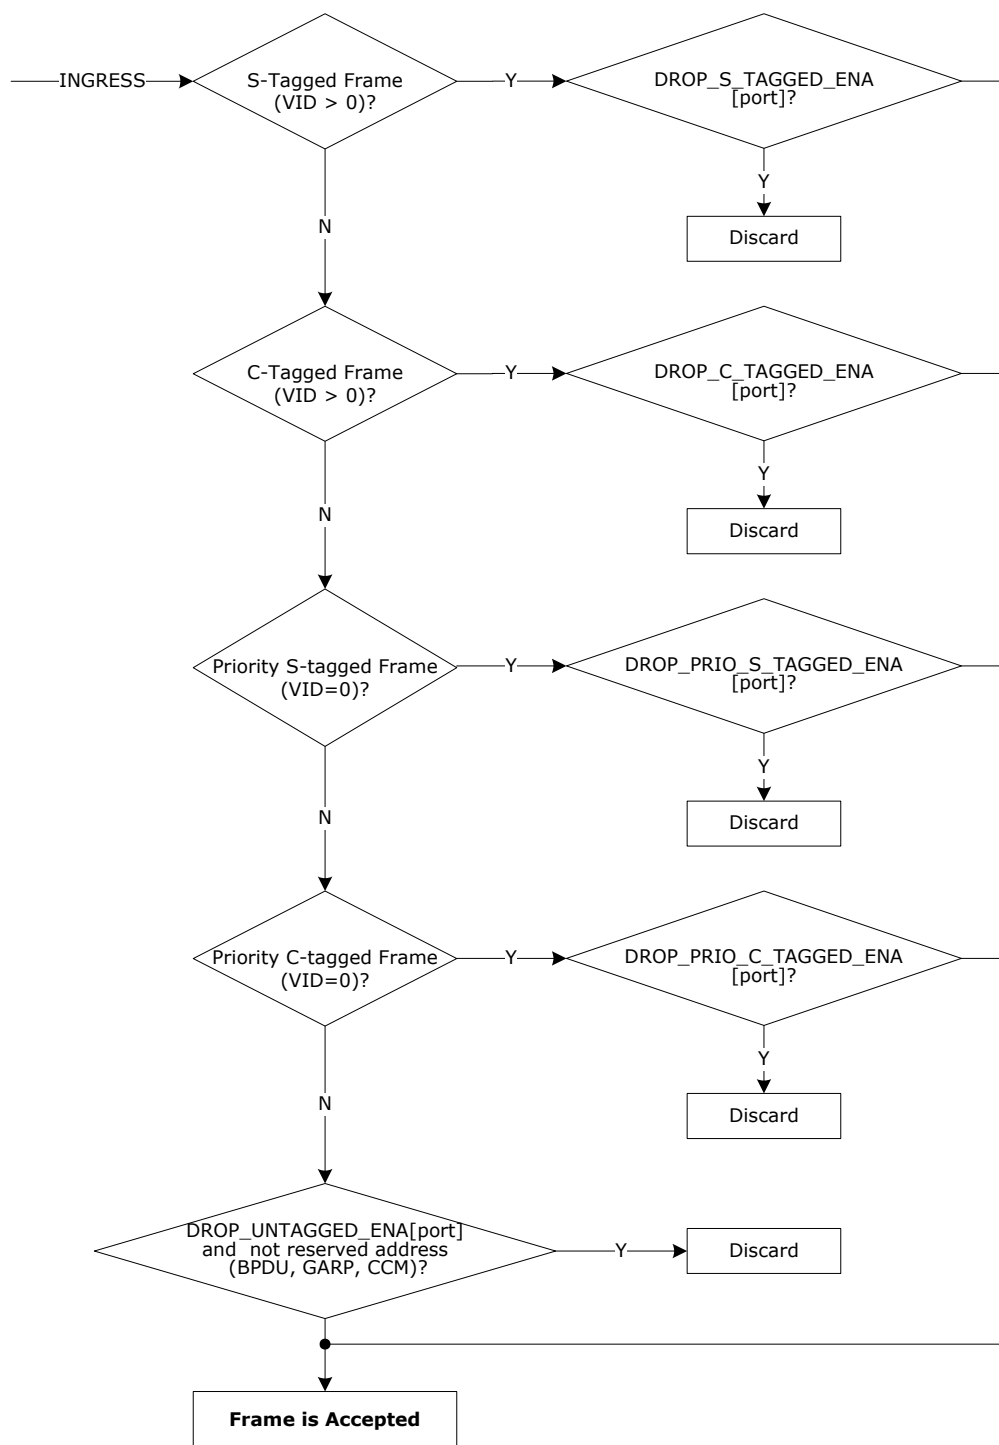 INGRESS
S-Tagged Frame
(VID > 0)?
Y
DROP_S_TAGGED_ENA
[port]?
Y
Discard
N
C-Tagged Frame
(VID > 0)?
Y
DROP_C_TAGGED_ENA
[port]?
Y
Discard
N
Priority S-tagged Frame
(VID=0)?
Y
DROP_PRIO_S_TAGGED_ENA
[port]?
Y
Discard
N
Priority C-tagged Frame
(VID=0)?
Y
DROP_PRIO_C_TAGGED_ENA
[port]?
Y
Discard
N
DROP_UNTAGGED_ENA[port]
and not reserved address
(BPDU, GARP, CCM)?
Y
Discard
Frame is Accepted